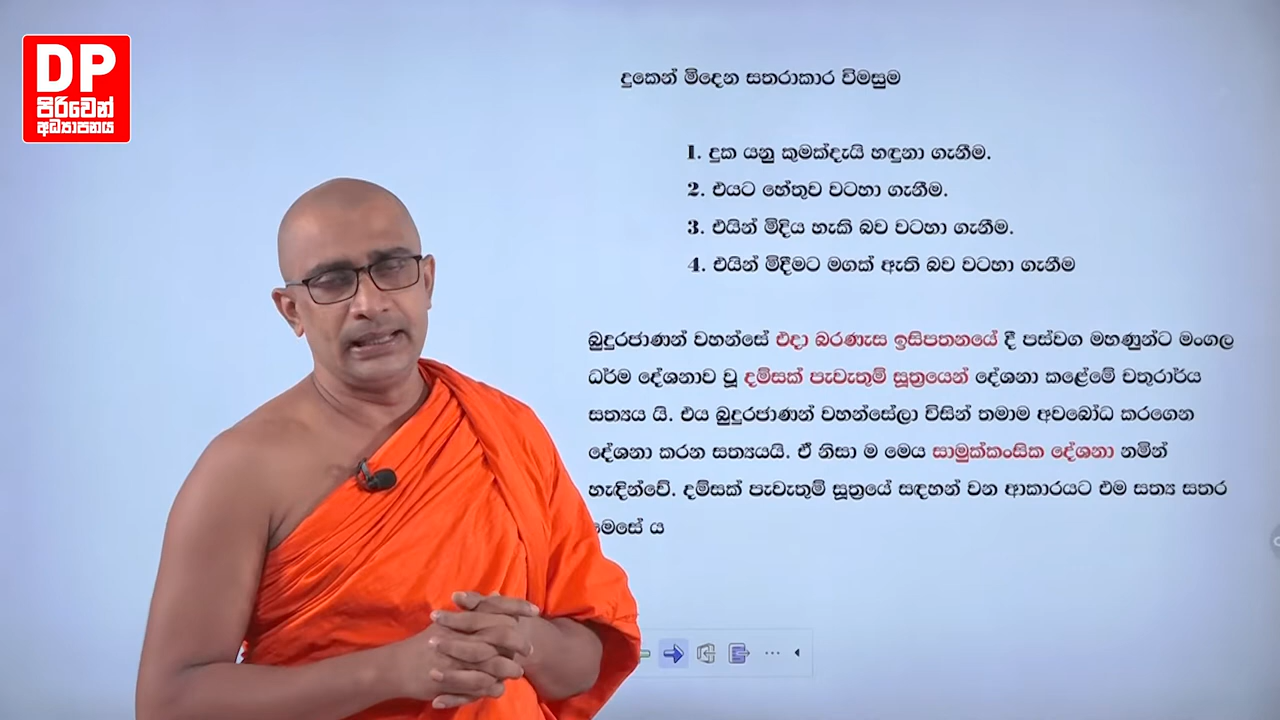 DP
පිරිවෙන්
අධ්‍යාපනය
දුකෙන් මිදෙන සතරාකාර විමසුම
1. දුක යනු කුමක්දැයි හඳුනා ගැනීම.
2. එයට හේතුව වටහා ගැනීම.
3. එයින් මිදිය හැකි බව වටහා ගැනීම.
4. එයින් මිදීමට මගක් ඇති බව වටහා ගැනීම
බුදුරජාණන් වහන්සේ එදා බරණැස ඉසිපතනයේ දී පස්වග මහණුන්ට මංගල
ධර්ම දේශනාව වූ දම්සක් පැවැතුම් සූත්‍රයෙන් දේශනා කළේමේ චතුරාර්ය
සත්‍යය යි. එය බුදුරජාණන් වහන්සේලා විසින් තමාම අවබෝධ කරගෙන
දේශනා කරන සත්‍යයයි. ඒ නිසා ම මෙය සාමුක්කංසික දේශනා නමින්
හැඳින්වේ. දම්සක් පැවැතුම් සූත්‍රයේ සඳහන් වන ආකාරයට එම සත්‍ය සතර
ය